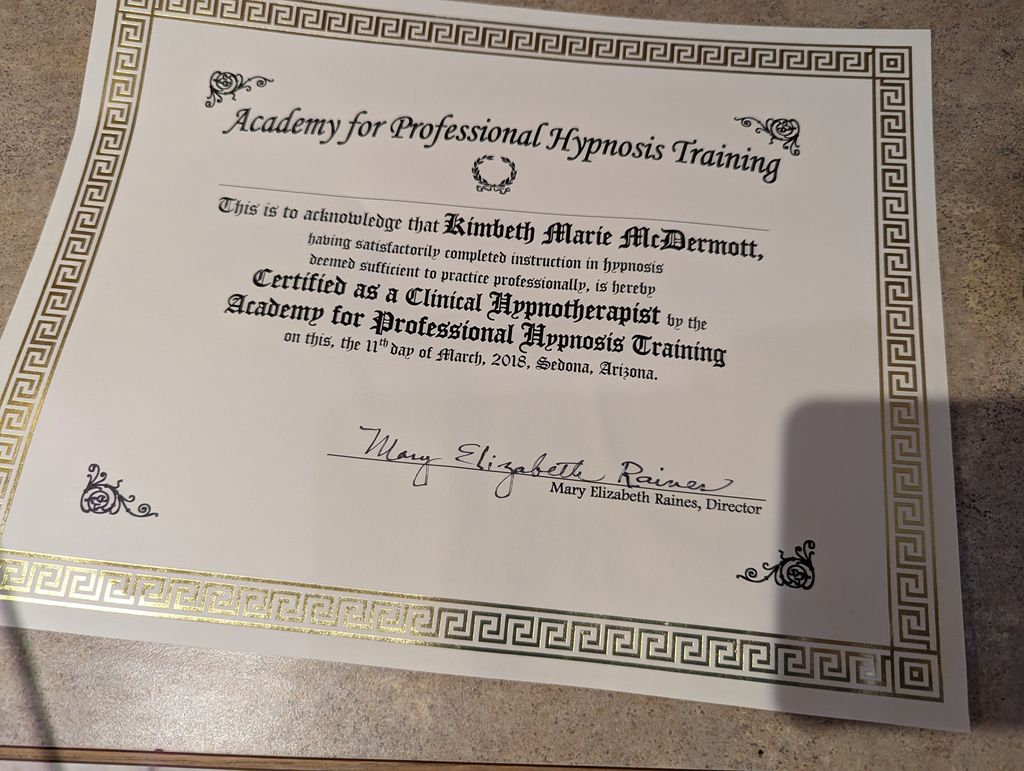 Academy for Professional Hypnosis Training
This is to acknowledge that Kimbeth Marie McDermott,
having satisfactorily completed instruction in hypnosis
deemed sufficient to practice professionally, is hereby
Certified as a Clinical Hypnotherapist by the
Academy for Professional Hypnosis Training
on this, the 11th day of March, 2018, Sedona, Arizona.
Mary Elizabeth Raines
Mary Elizabeth Raines, Director